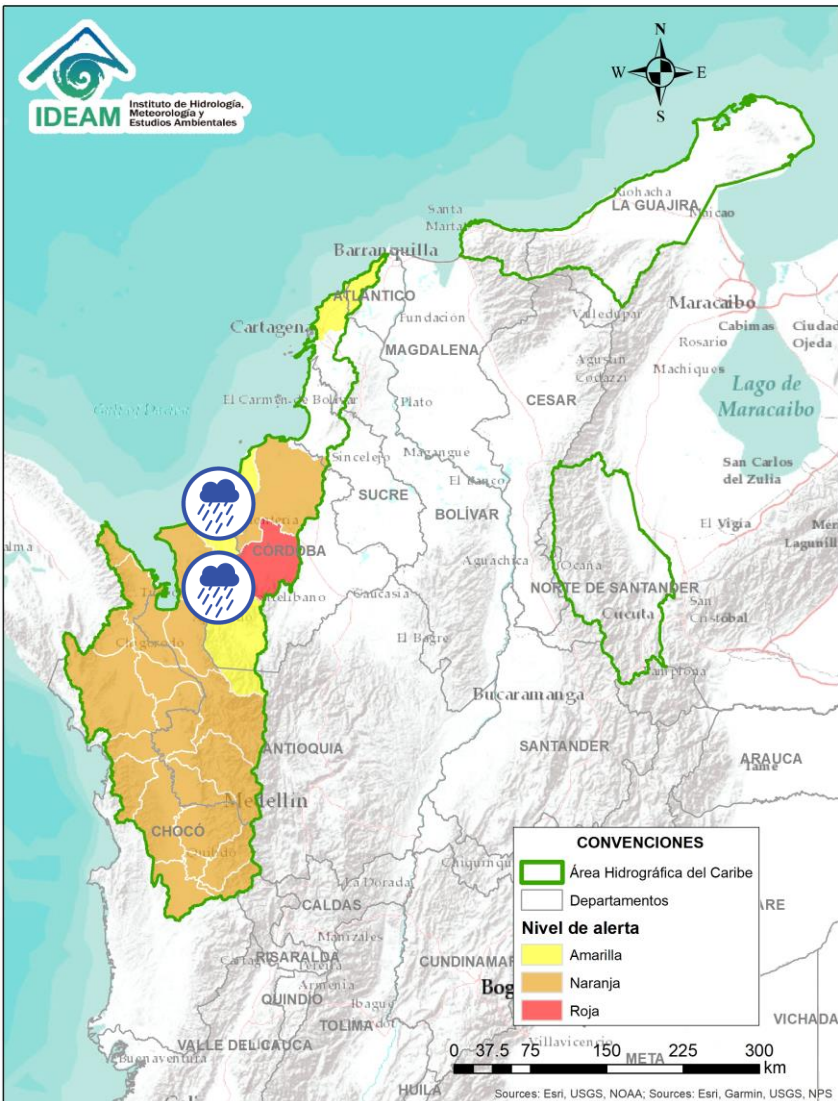 IDEAM
Instituto de Hidrología,
Meteorología y
Estudios Ambientales
N
W
E
S
Riohacha
LA GUAJIRA
Maicao
Santa
Marta
Barranquilla
ATLÁNTICO
Maracaibo
Cartagena
Fundación
Valledupar
Cabimas
Ciudad
Ojeda
Rosario
MAGDALENA
Agustín
Codazzi
Machiques
Lago de
Maracaibo
El Carmen de Bolívar
Plato
CESAR
Sincelejo
Magangué
San Carlos
del Zulia
SUCRE
El Banco
BOLÍVAR
El Vigía
CÓRDOBA
Aguachica
Ocaña
NORTE DE SANTANDER
Caucasia
San
Cristóbal
Cúcuta
El Bagre
Chigorodó
Pamplona
Bucaramanga
ANTIOQUIA
SANTANDER
ARAUCA
Tame
Medellín
CHOCÓ
Quibdó
La Dorada
CALDAS
Manizales
RISARALDA
Pereira
Armenia
CUNDINAMAR
QUINDÍO
Ibagué
TOLIMA
VALLE DEL CAUCA
Buenaventura
Villavicencio
META
HUILA
VICHADA
CONVENCIONES
Área Hidrográfica del Caribe
Departamentos
Nivel de alerta
Amarilla
Naranja
Roja
0 37.5 75 150 225 300
km
Sources: Esri, USGS, NOAA; Sources: Esri, Garmin, USGS, NPS